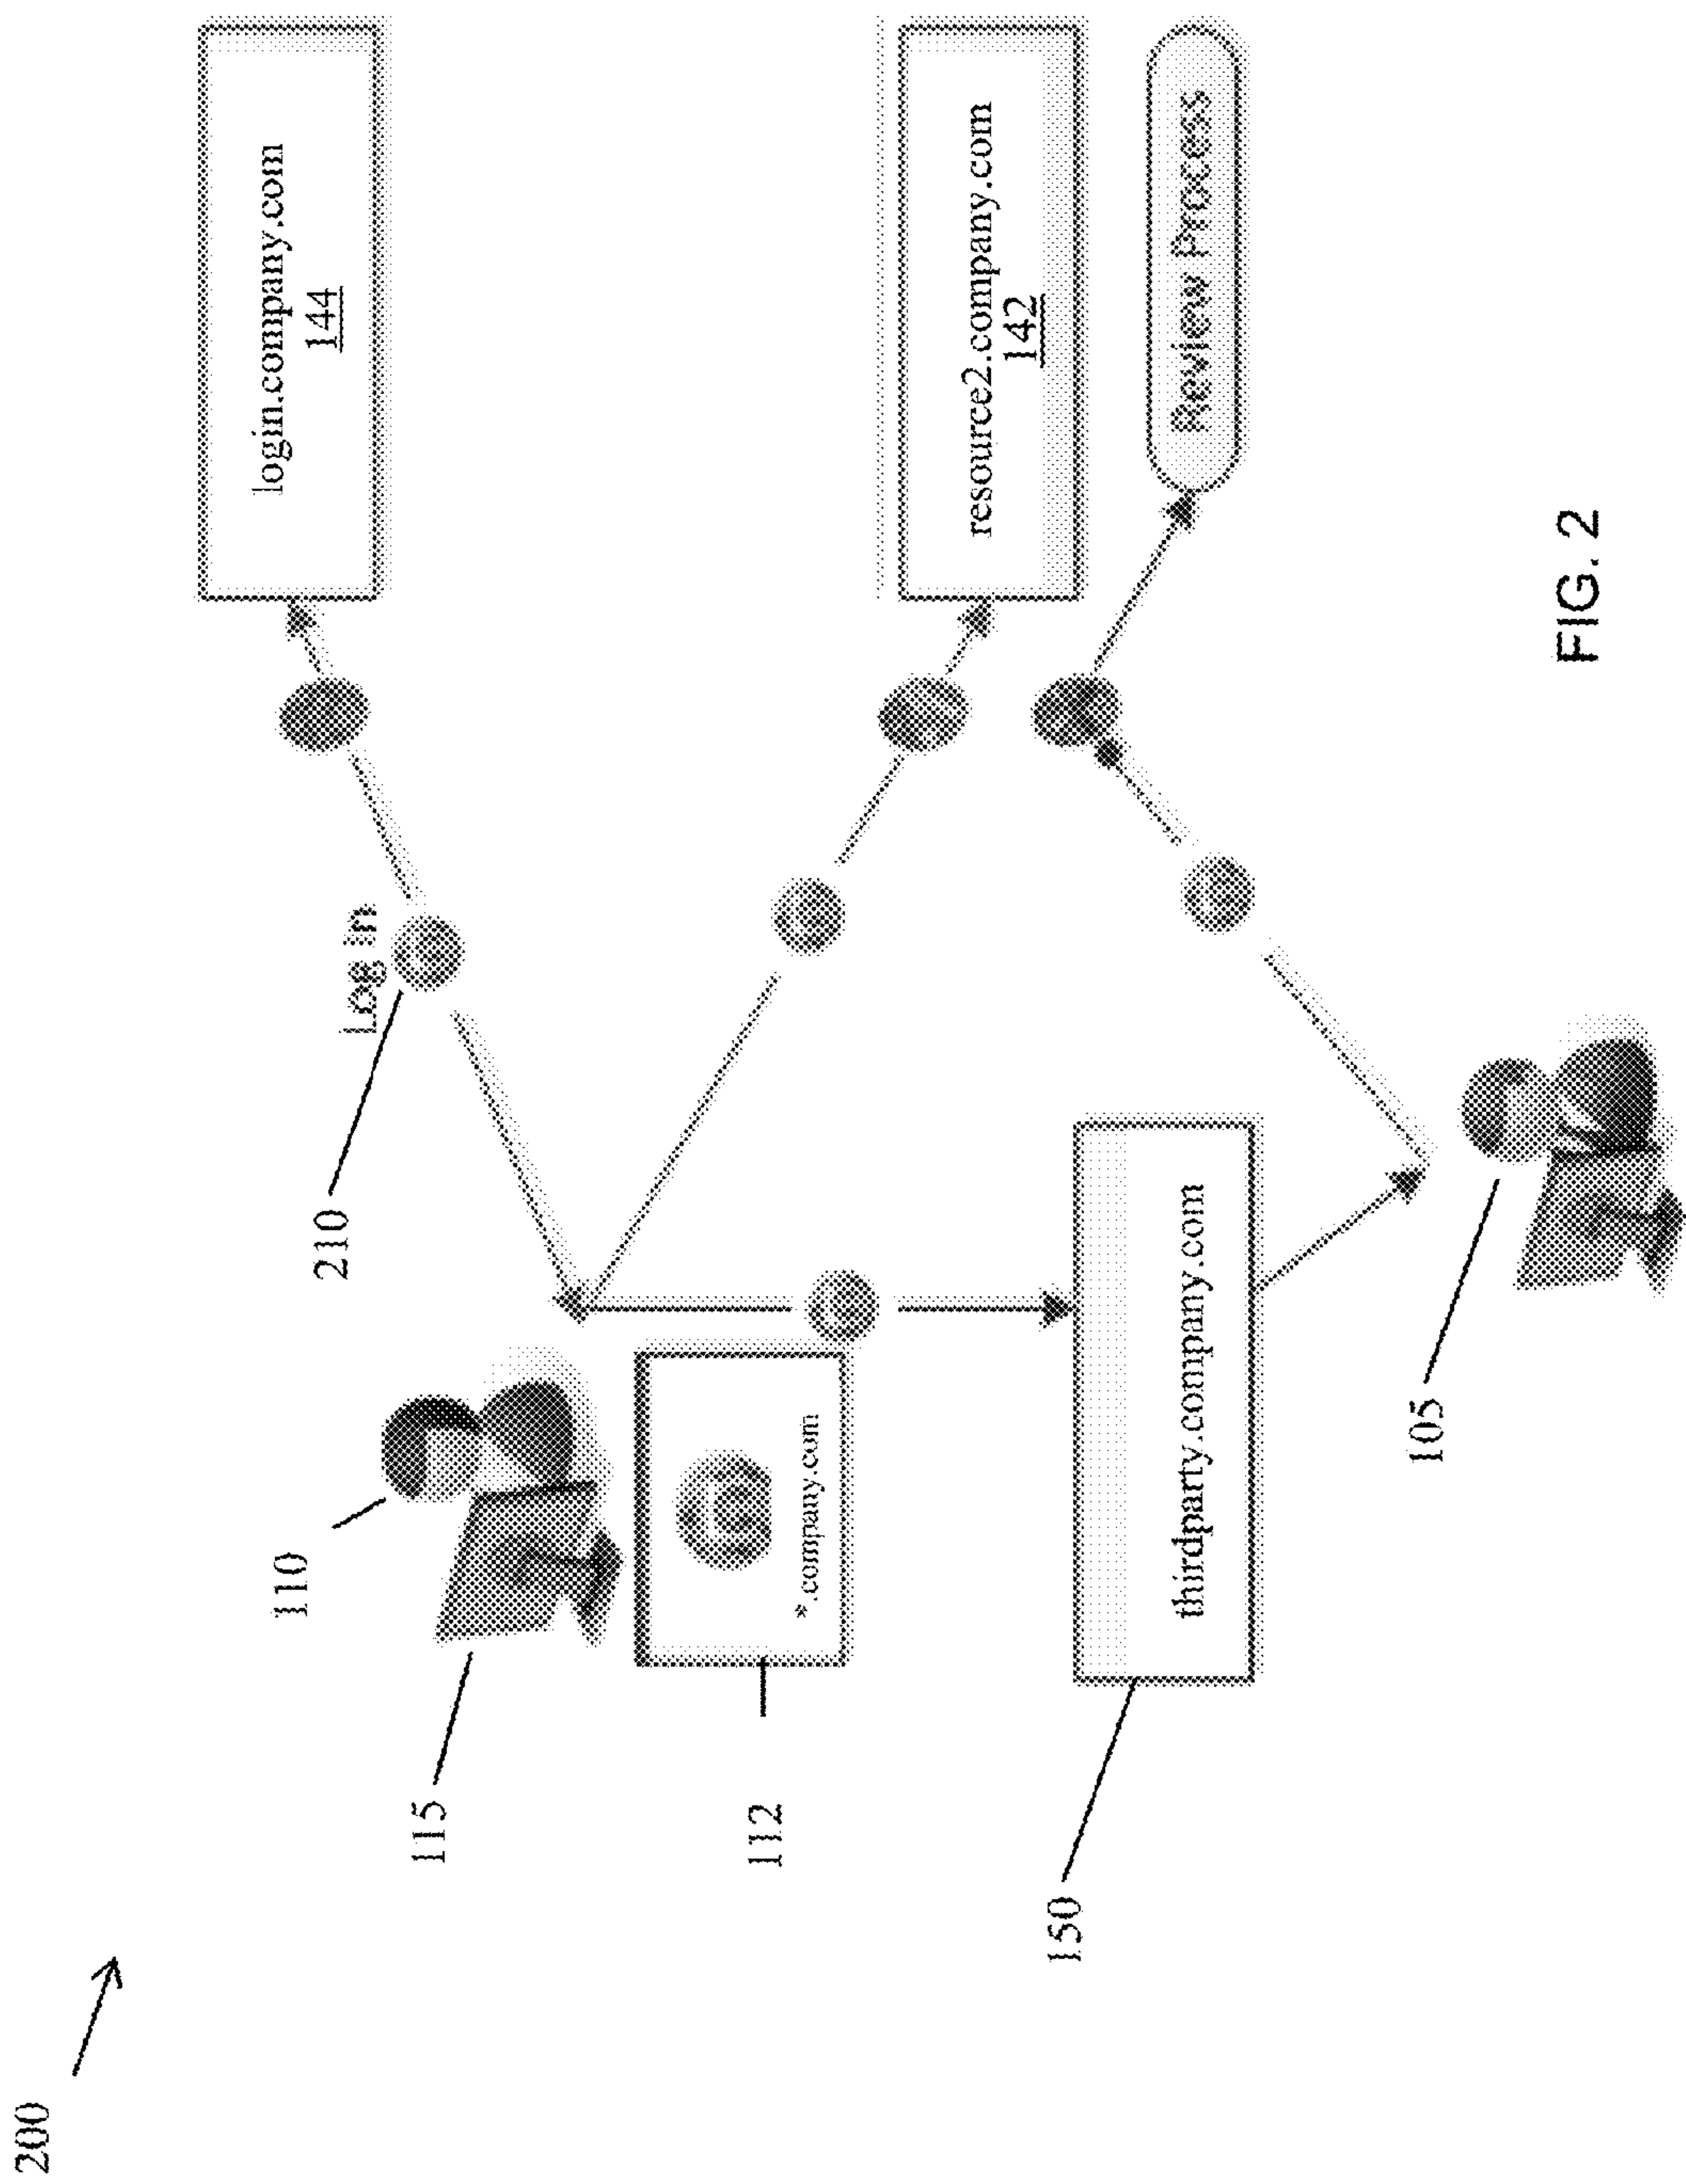 200
115
110
210
Log In
login.company.com
144
112
*.company.com
150
thirdparty.company.com
resource2.company.com
142
Review Process
105
FIG. 2